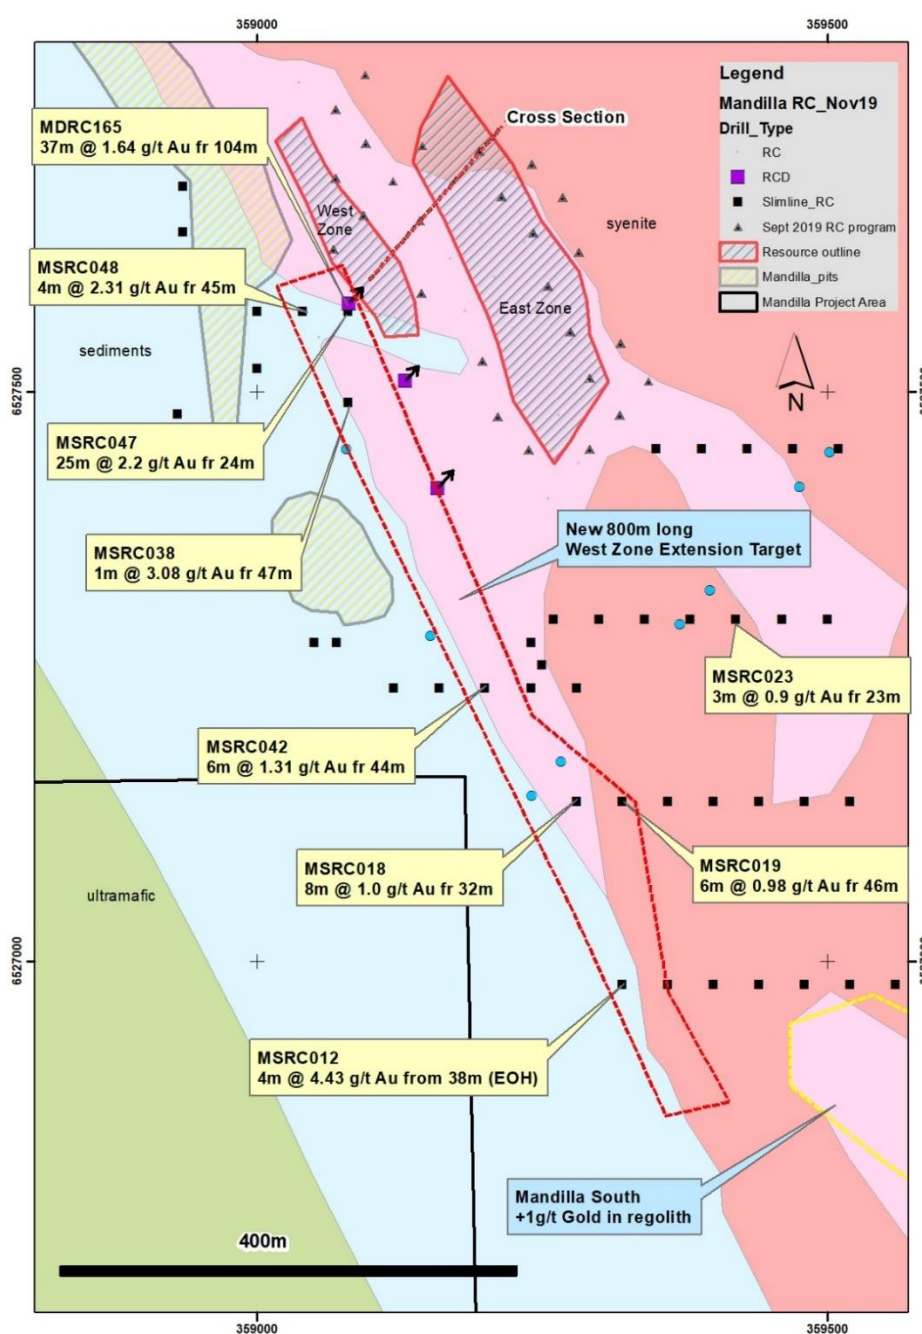 359000
359500
Legend
Mandilla RC_Nov19
Drill_Type
RC
RCD
Slimline_RC
Sept 2019 RC program
Resource outline
Mandilla_pits
Mandilla Project Area
Cross Section
MDRC165
37m @ 1.64 g/t Au fr 104m
West
Zone
syenite
MSRC048
4m @ 2.31 g/t Au fr 45m
East Zone
sediments
N
6527500
MSRC047
25m @ 2.2 g/t Au fr 24m
New 800m long
West Zone Extension Target
MSRC038
1m @ 3.08 g/t Au fr 47m
MSRC023
3m @ 0.9 g/t Au fr 23m
MSRC042
6m @ 1.31 g/t Au fr 44m
MSRC018
8m @ 1.0 g/t Au fr 32m
MSRC019
6m @ 0.98 g/t Au fr 46m
ultramafic
6527000
MSRC012
4m @ 4.43 g/t Au from 38m (EOH)
Mandilla South
+1g/t Gold in regolith
400m
359000
359500